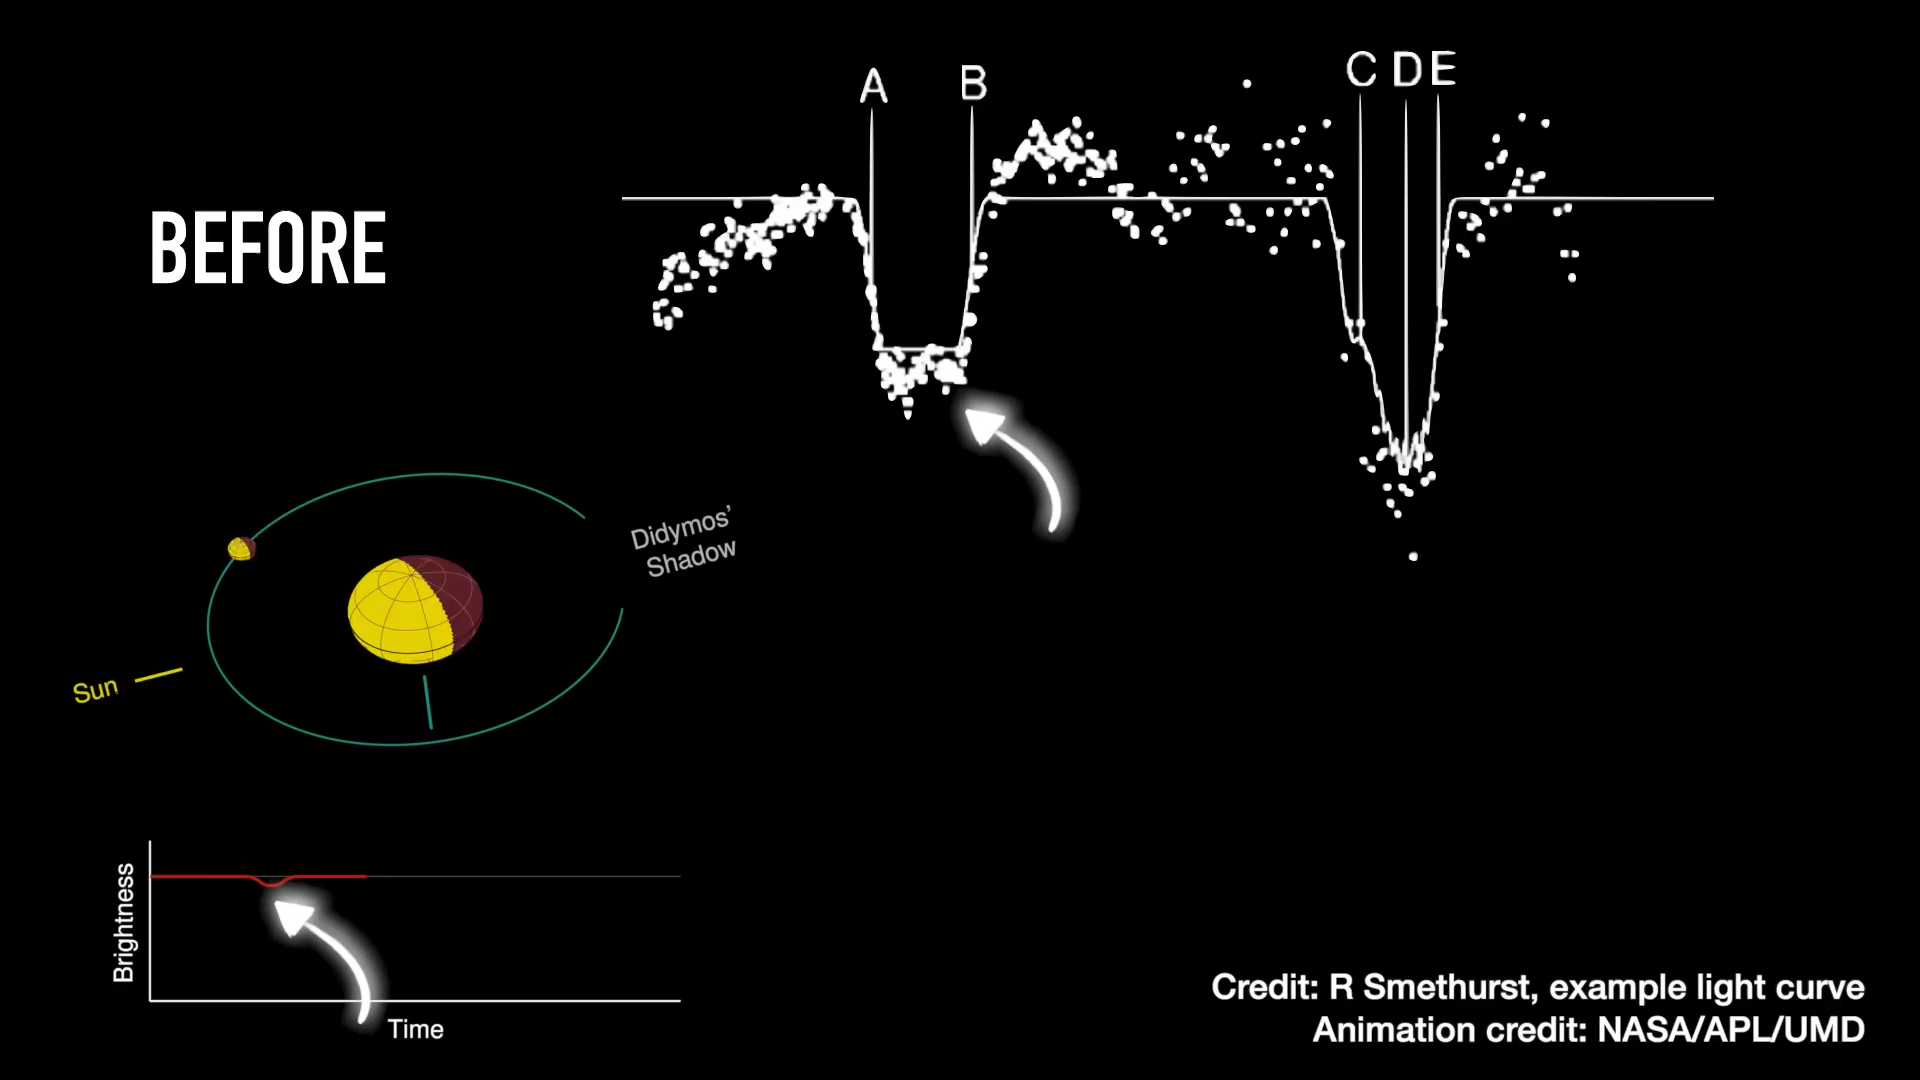 A
B
C
D
E
BEFORE
Didymos’
Shadow
Sun
Brightness
Time
Credit: R Smethurst, example light curve
Animation credit: NASA/APL/UMD